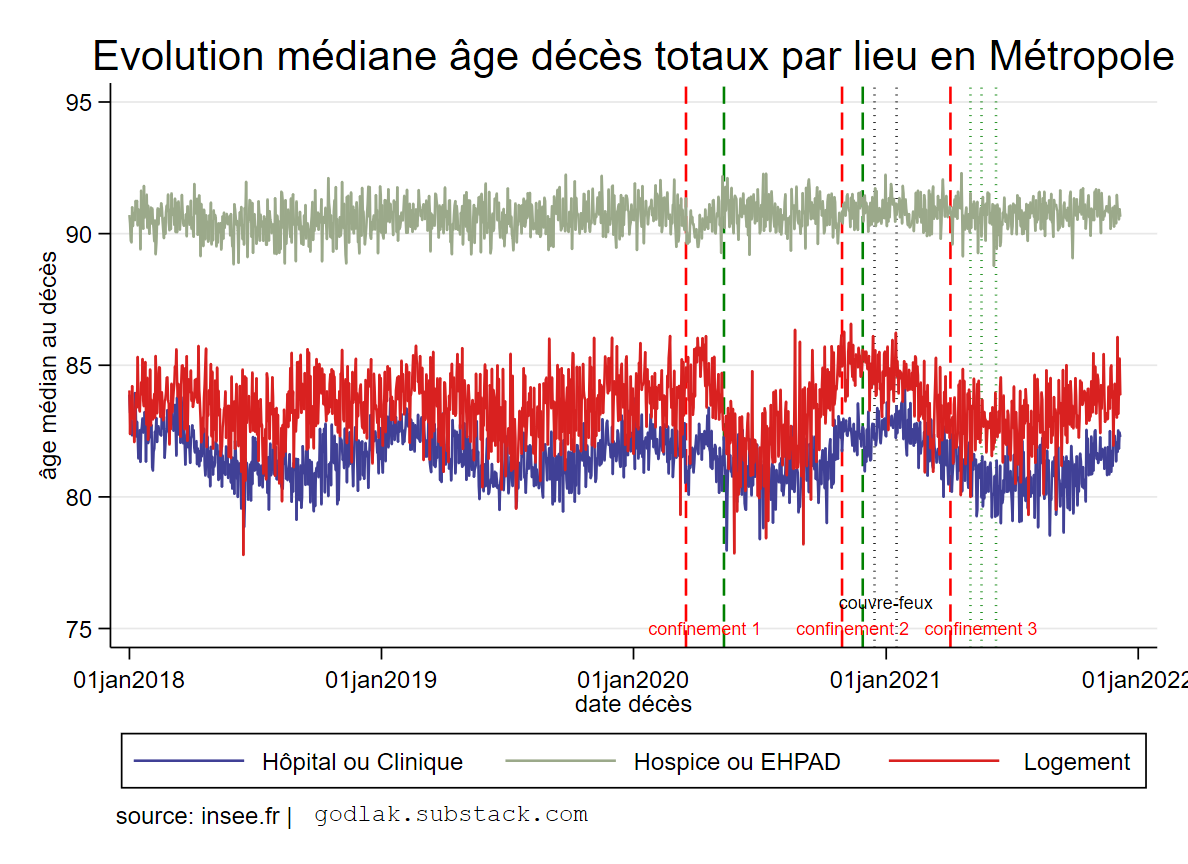 Evolution médiane âge décès totaux par lieu en Métropole
95
90
85
80
75
âge médian au décès
couvre-feux
confinement 1
confinement 2
confinement 3
01jan2018
01jan2019
01jan2020
01jan2021
01jan2022
date décès
Hôpital ou Clinique
Hospice ou EHPAD
Logement
source: insee.fr | godlak.substack.com